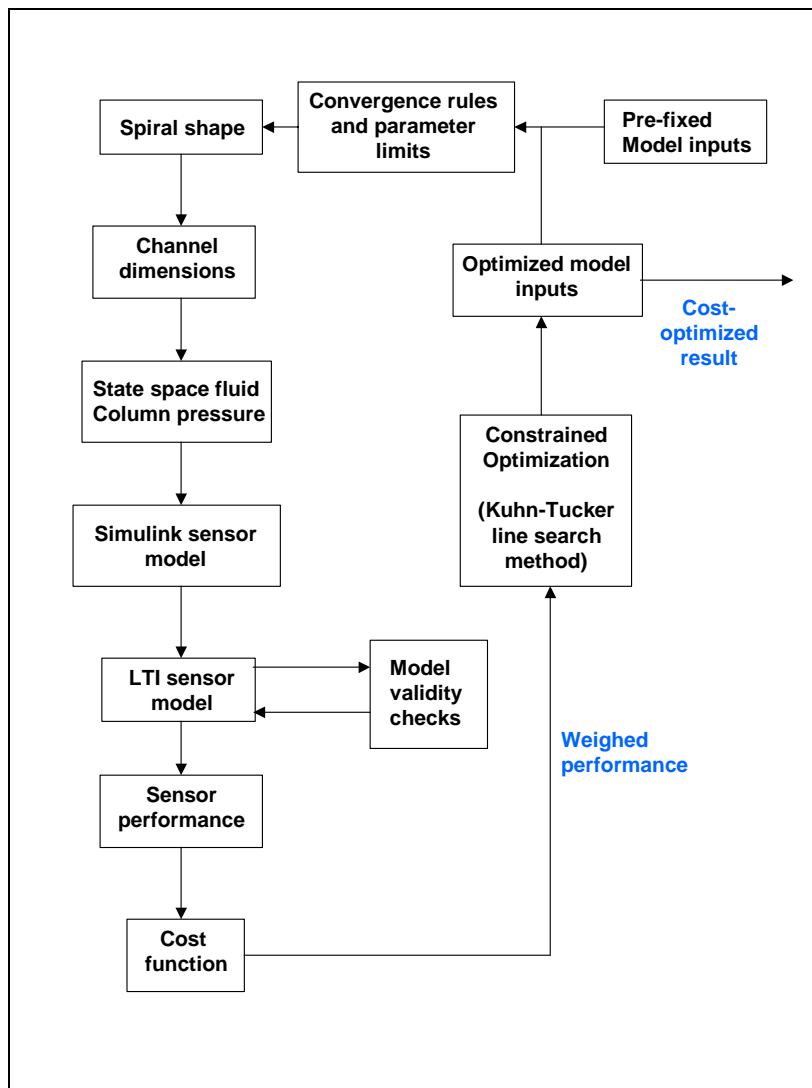 Spiral shape
Convergence rules
and parameter
limits
Pre-fixed
Model inputs
Channel
dimensions
Optimized model
inputs
Cost-
optimized
result
State space fluid
Column pressure
Constrained
Optimization
(Kuhn-Tucker
line search
method)
Simulink sensor
model
LTI sensor
model
Model
validity
checks
Weighed
performance
Sensor
performance
Cost
function